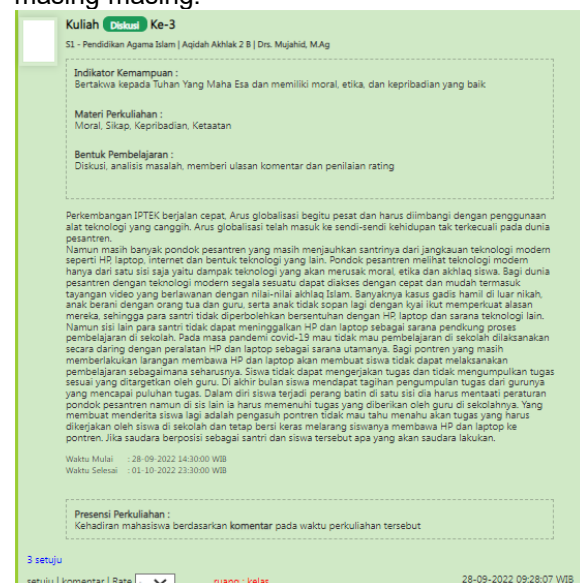 masing masing.
Kuliah Diskusi Ke-3
S1 - Pendidikan Agama Islam | Aqidah Akhlak 2 B | Drs. Mujahid, M.Ag
Indikator Kemampuan :
Bertakwa kepada Tuhan Yang Maha Esa dan memiliki moral, etika, dan kepribadian yang baik
Materi Perkuliahan :
Moral, Sikap, Kepribadian, Ketaatan
Bentuk Pembelajaran :
Diskusi, analisis masalah, memberi ulasan komentar dan penilaian rating
Perkembangan IPTEK berjalan cepat, Arus globalisasi begitu pesat dan harus diimbangi dengan penggunaan
alat teknologi yang canggih. Arus globalisasi telah masuk ke sendi-sendi kehidupan tak terkecuali pada dunia
pesantren.
Namun masih banyak pondok pesantren yang masih menjauhkan santrinya dari jangkauan teknologi modern
seperti HP, laptop, internet dan bentuk teknologi yang lain. Pondok pesantren melihat teknologi modern
hanya dari satu sisi saja yaitu dampak teknologi yang akan merusak moral, etika dan akhlaq siswa. Bagi dunia
pesantren dengan teknologi modern segala sesuatu dapat diakses dengan cepat dan mudah termasuk
tayangan video yang berlawanan dengan nilai-nilai akhlaq Islam. Banyaknya kasus gadis hamil di luar nikah,
anak berani dengan orang tua dan guru, serta anak tidak sopan lagi dengan kyai ikut memperkuat alasan
mereka, sehingga para santri tidak diperbolehkan bersentuhan dengan HP, laptop dan sarana teknologi lain.
Namun sisi lain para santri tidak dapat meninggalkan HP dan laptop sebagai sarana pendkung proses
pembelajaran di sekolah. Pada masa pandemi covid-19 mau tidak mau pembelajaran di sekolah dilaksanakan
secara daring dengan peralatan HP dan laptop sebagai sarana utamanya. Bagi pontren yang masih
memberlakukan larangan membawa HP dan laptop akan membuat siswa tidak dapat melaksanakan
pembelajaran sebagaimana seharusnya. Siswa tidak dapat mengerjakan tugas dan tidak mengumpulkan tugas
sesuai yang ditargetkan oleh guru. Di akhir bulan siswa mendapat tagihan pengumpulan tugas dari gurunya
yang mencapai puluhan tugas. Dalam diri siswa terjadi perang batin di satu sisi dia harus mentaati peraturan
pondok pesantren namun di sis lain ia harus memenuhi tugas yang diberikan oleh guru di sekolahnya. Yang
membuat menderita siswa lagi adalah pengasuh pontren tidak mau tahu menahu akan tugas yang harus
dikerjakan oleh siswa di sekolah dan tetap bersi keras melarang siswanya membawa HP dan laptop ke
pontren. Jika saudara berposisi sebagai santri dan siswa tersebut apa yang akan saudara lakukan.
Waktu Mulai : 28-09-2022 14:30:00 WIB
Waktu Selesai : 01-10-2022 23:30:00 WIB
Presensi Perkuliahan :
Kehadiran mahasiswa berdasarkan komentar pada waktu perkuliahan tersebut
3 setuju
setuju | komentar | Rate ruang : kelas 28-09-2022 09:28:07 WIB